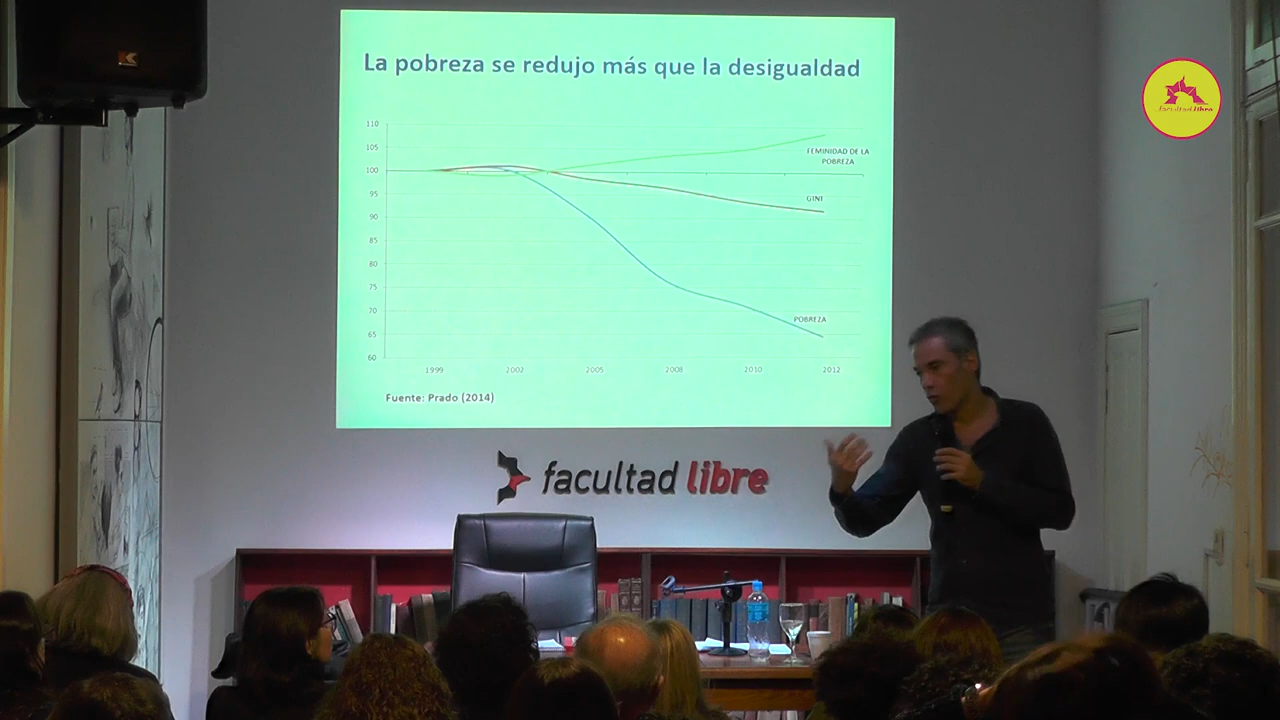 La pobreza se redujo más que la desigualdad
110
105
100
95
90
85
80
75
70
65
60
FEMINIDAD DE LA
POBREZA
GINI
POBREZA
1999 2002 2005 2008 2010 2012
Fuente: Prado (2014)
facultad libre
facultad libre